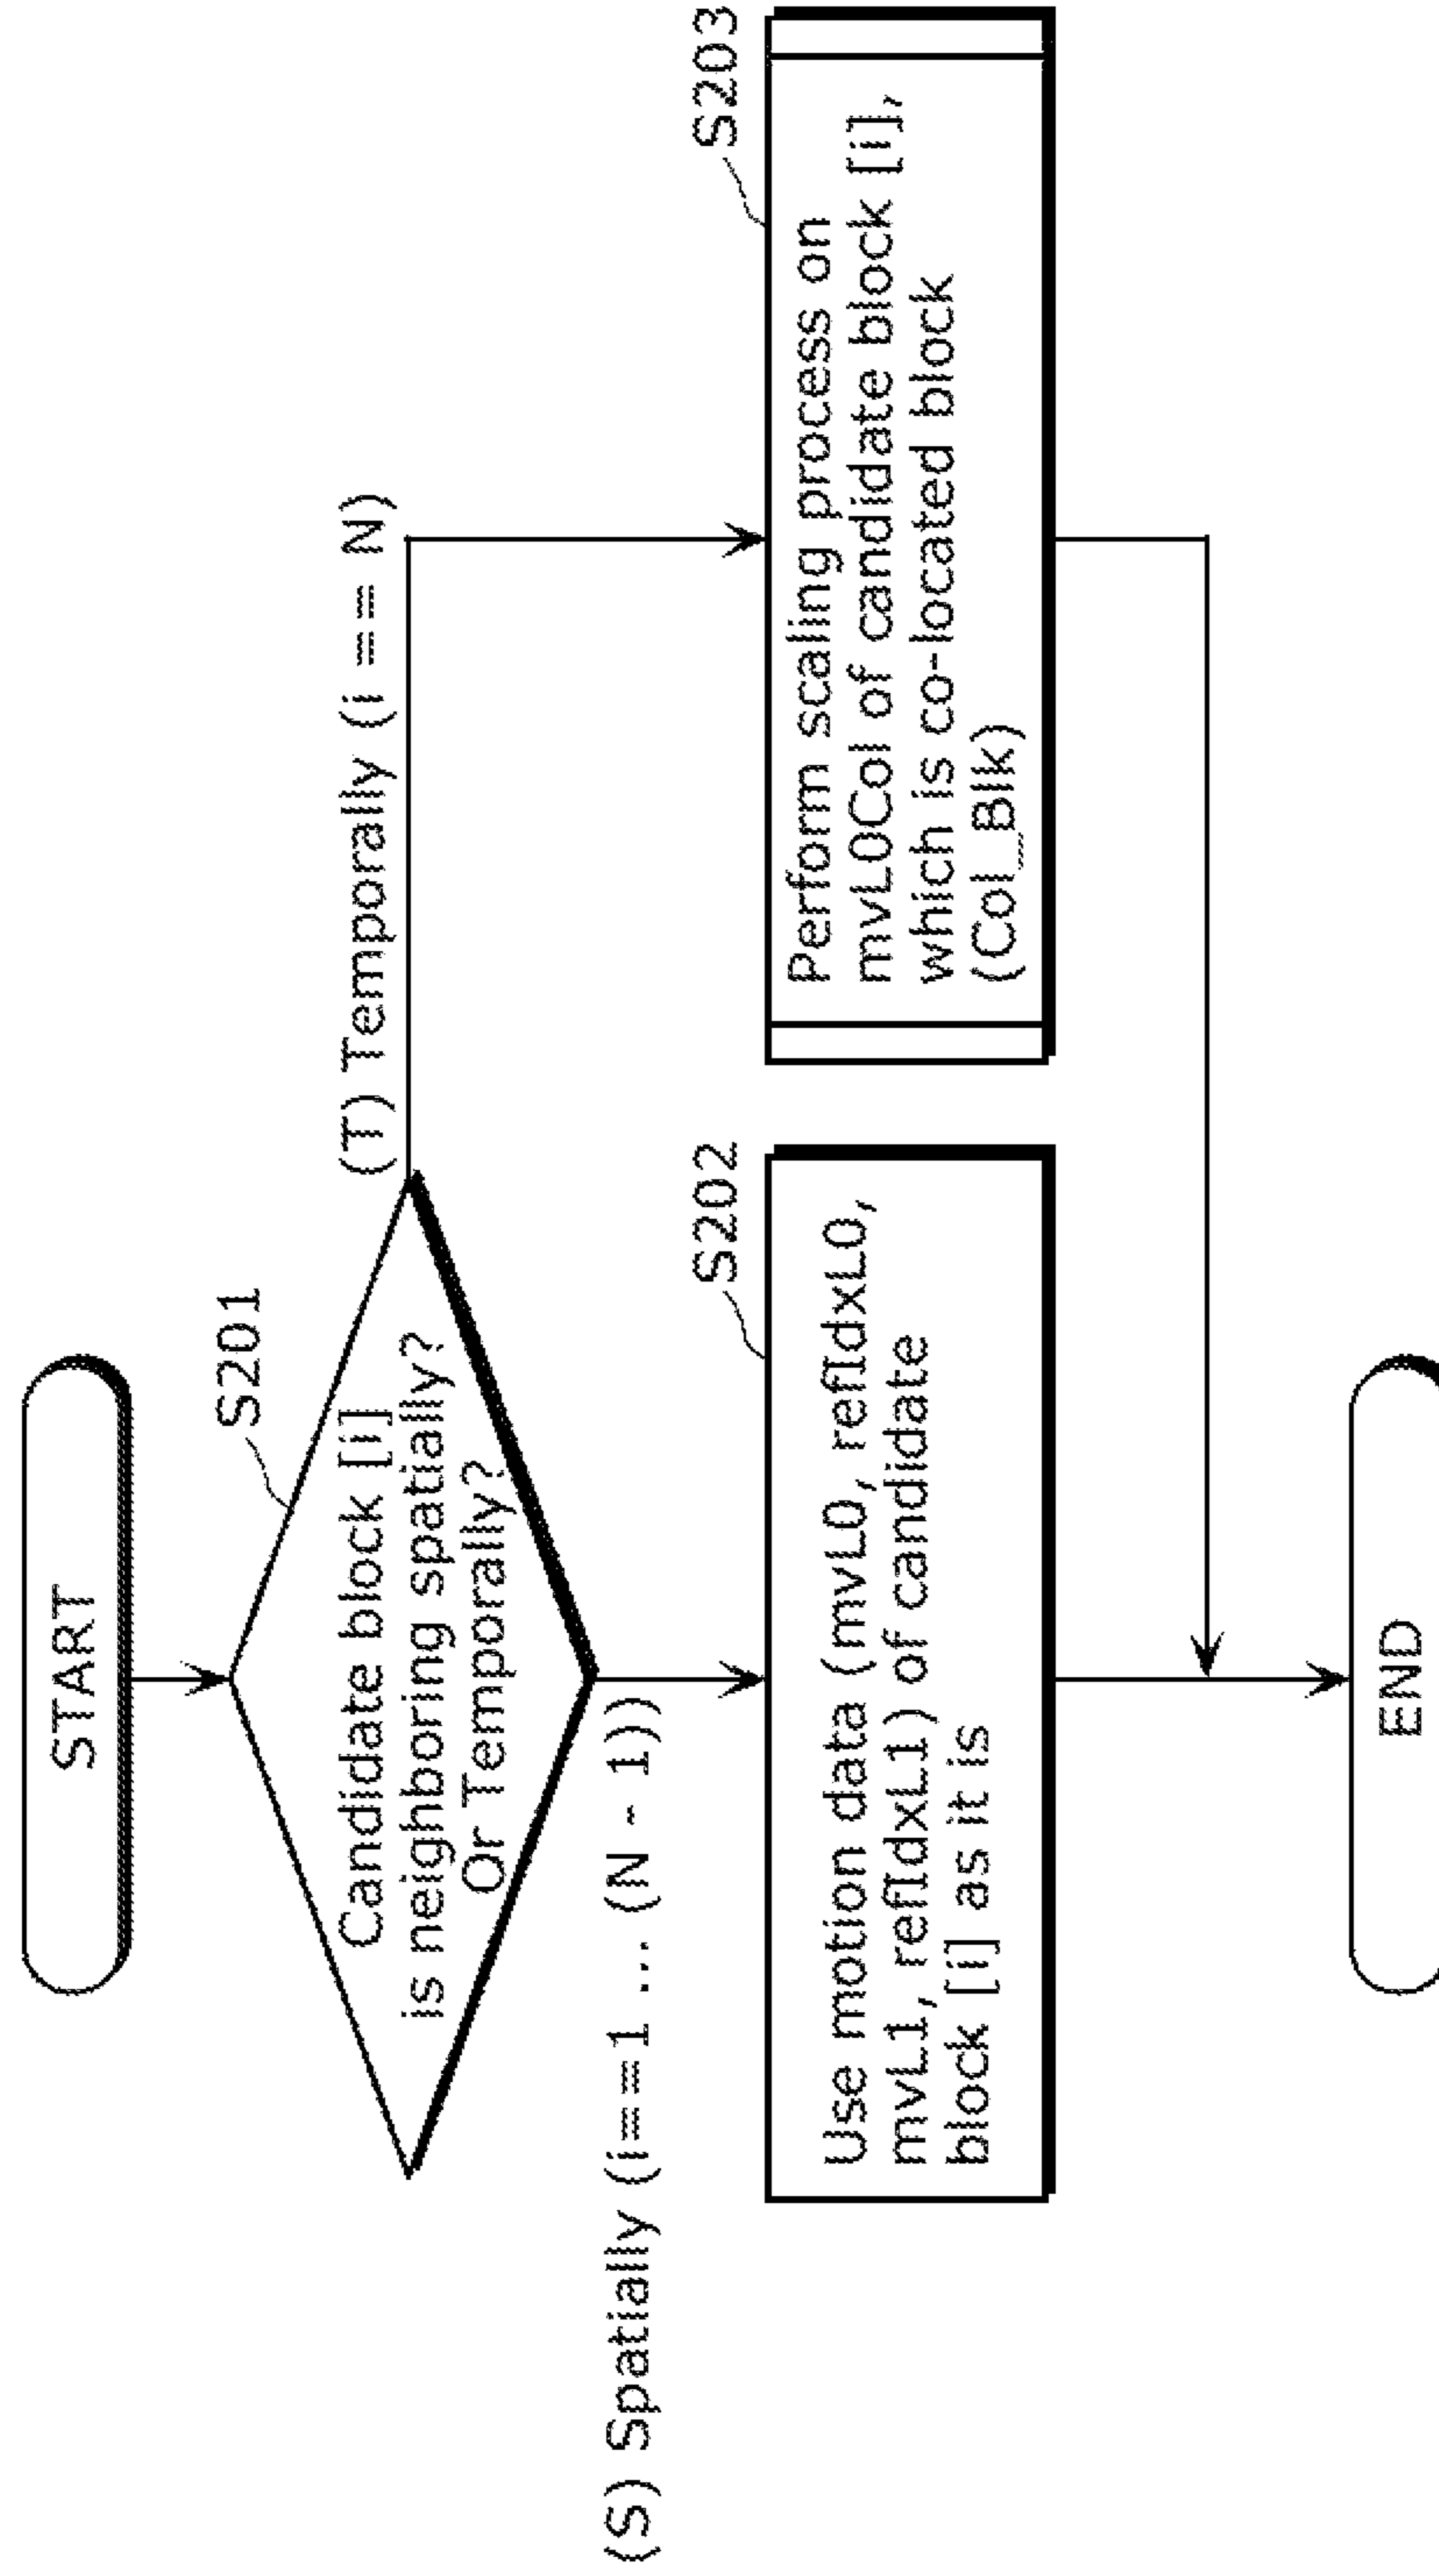 START
S201
Candidate block [i]
is neighboring spatially?
Or Temporally?
(T) Temporally (i == N)
(S) Spatially (i==1 ... (N - 1))
S202
Use motion data (mvL0, refIdxL0,
mvL1, refIdxL1) of candidate
block [i] as it is
S203
Perform scaling process on
mvL0Col of candidate block [i],
which is co-located block
(Col_Blk)
END